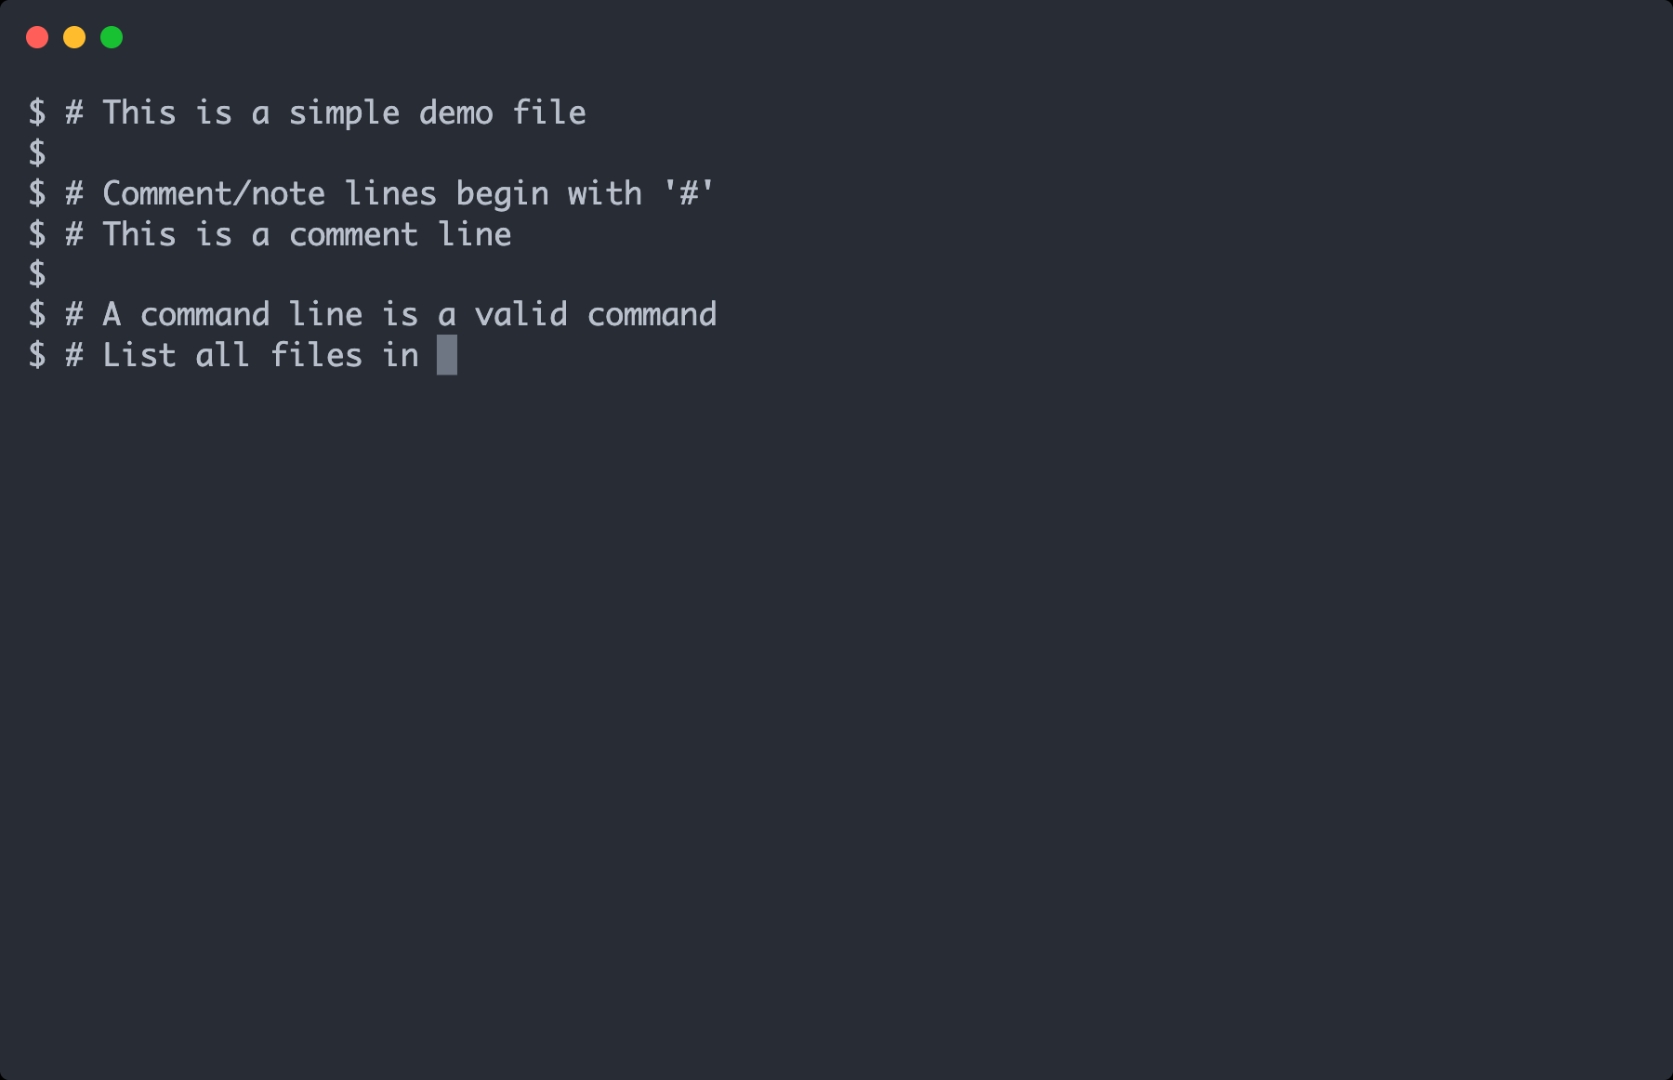 $ # This is a simple demo file
$
$ # Comment/note lines begin with '#'
$ # This is a comment line
$
$ # A command line is a valid command
$ # List all files in